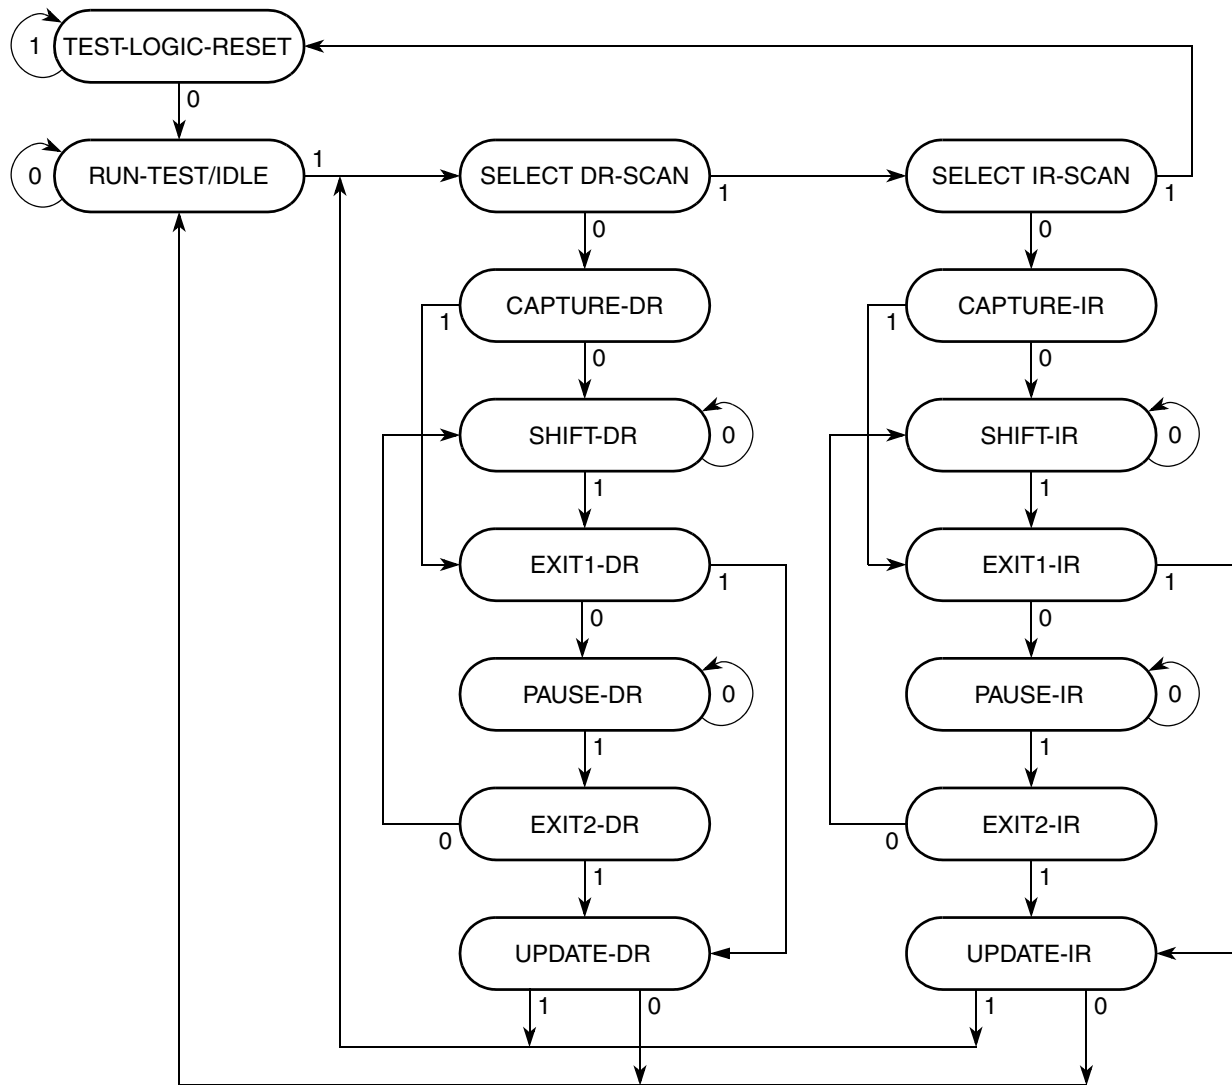 1 TEST-LOGIC-RESET
0
0 RUN-TEST/IDLE 1 SELECT DR-SCAN 1 SELECT IR-SCAN 1
0 0
CAPTURE-DR CAPTURE-IR
1 1
0 0
SHIFT-DR 0 SHIFT-IR 0
1 1
EXIT1-DR 1 EXIT1-IR 1
0 0
PAUSE-DR 0 PAUSE-IR 0
1 1
EXIT2-DR EXIT2-IR
0 0
1 1
UPDATE-DR UPDATE-IR
1 0 1 0